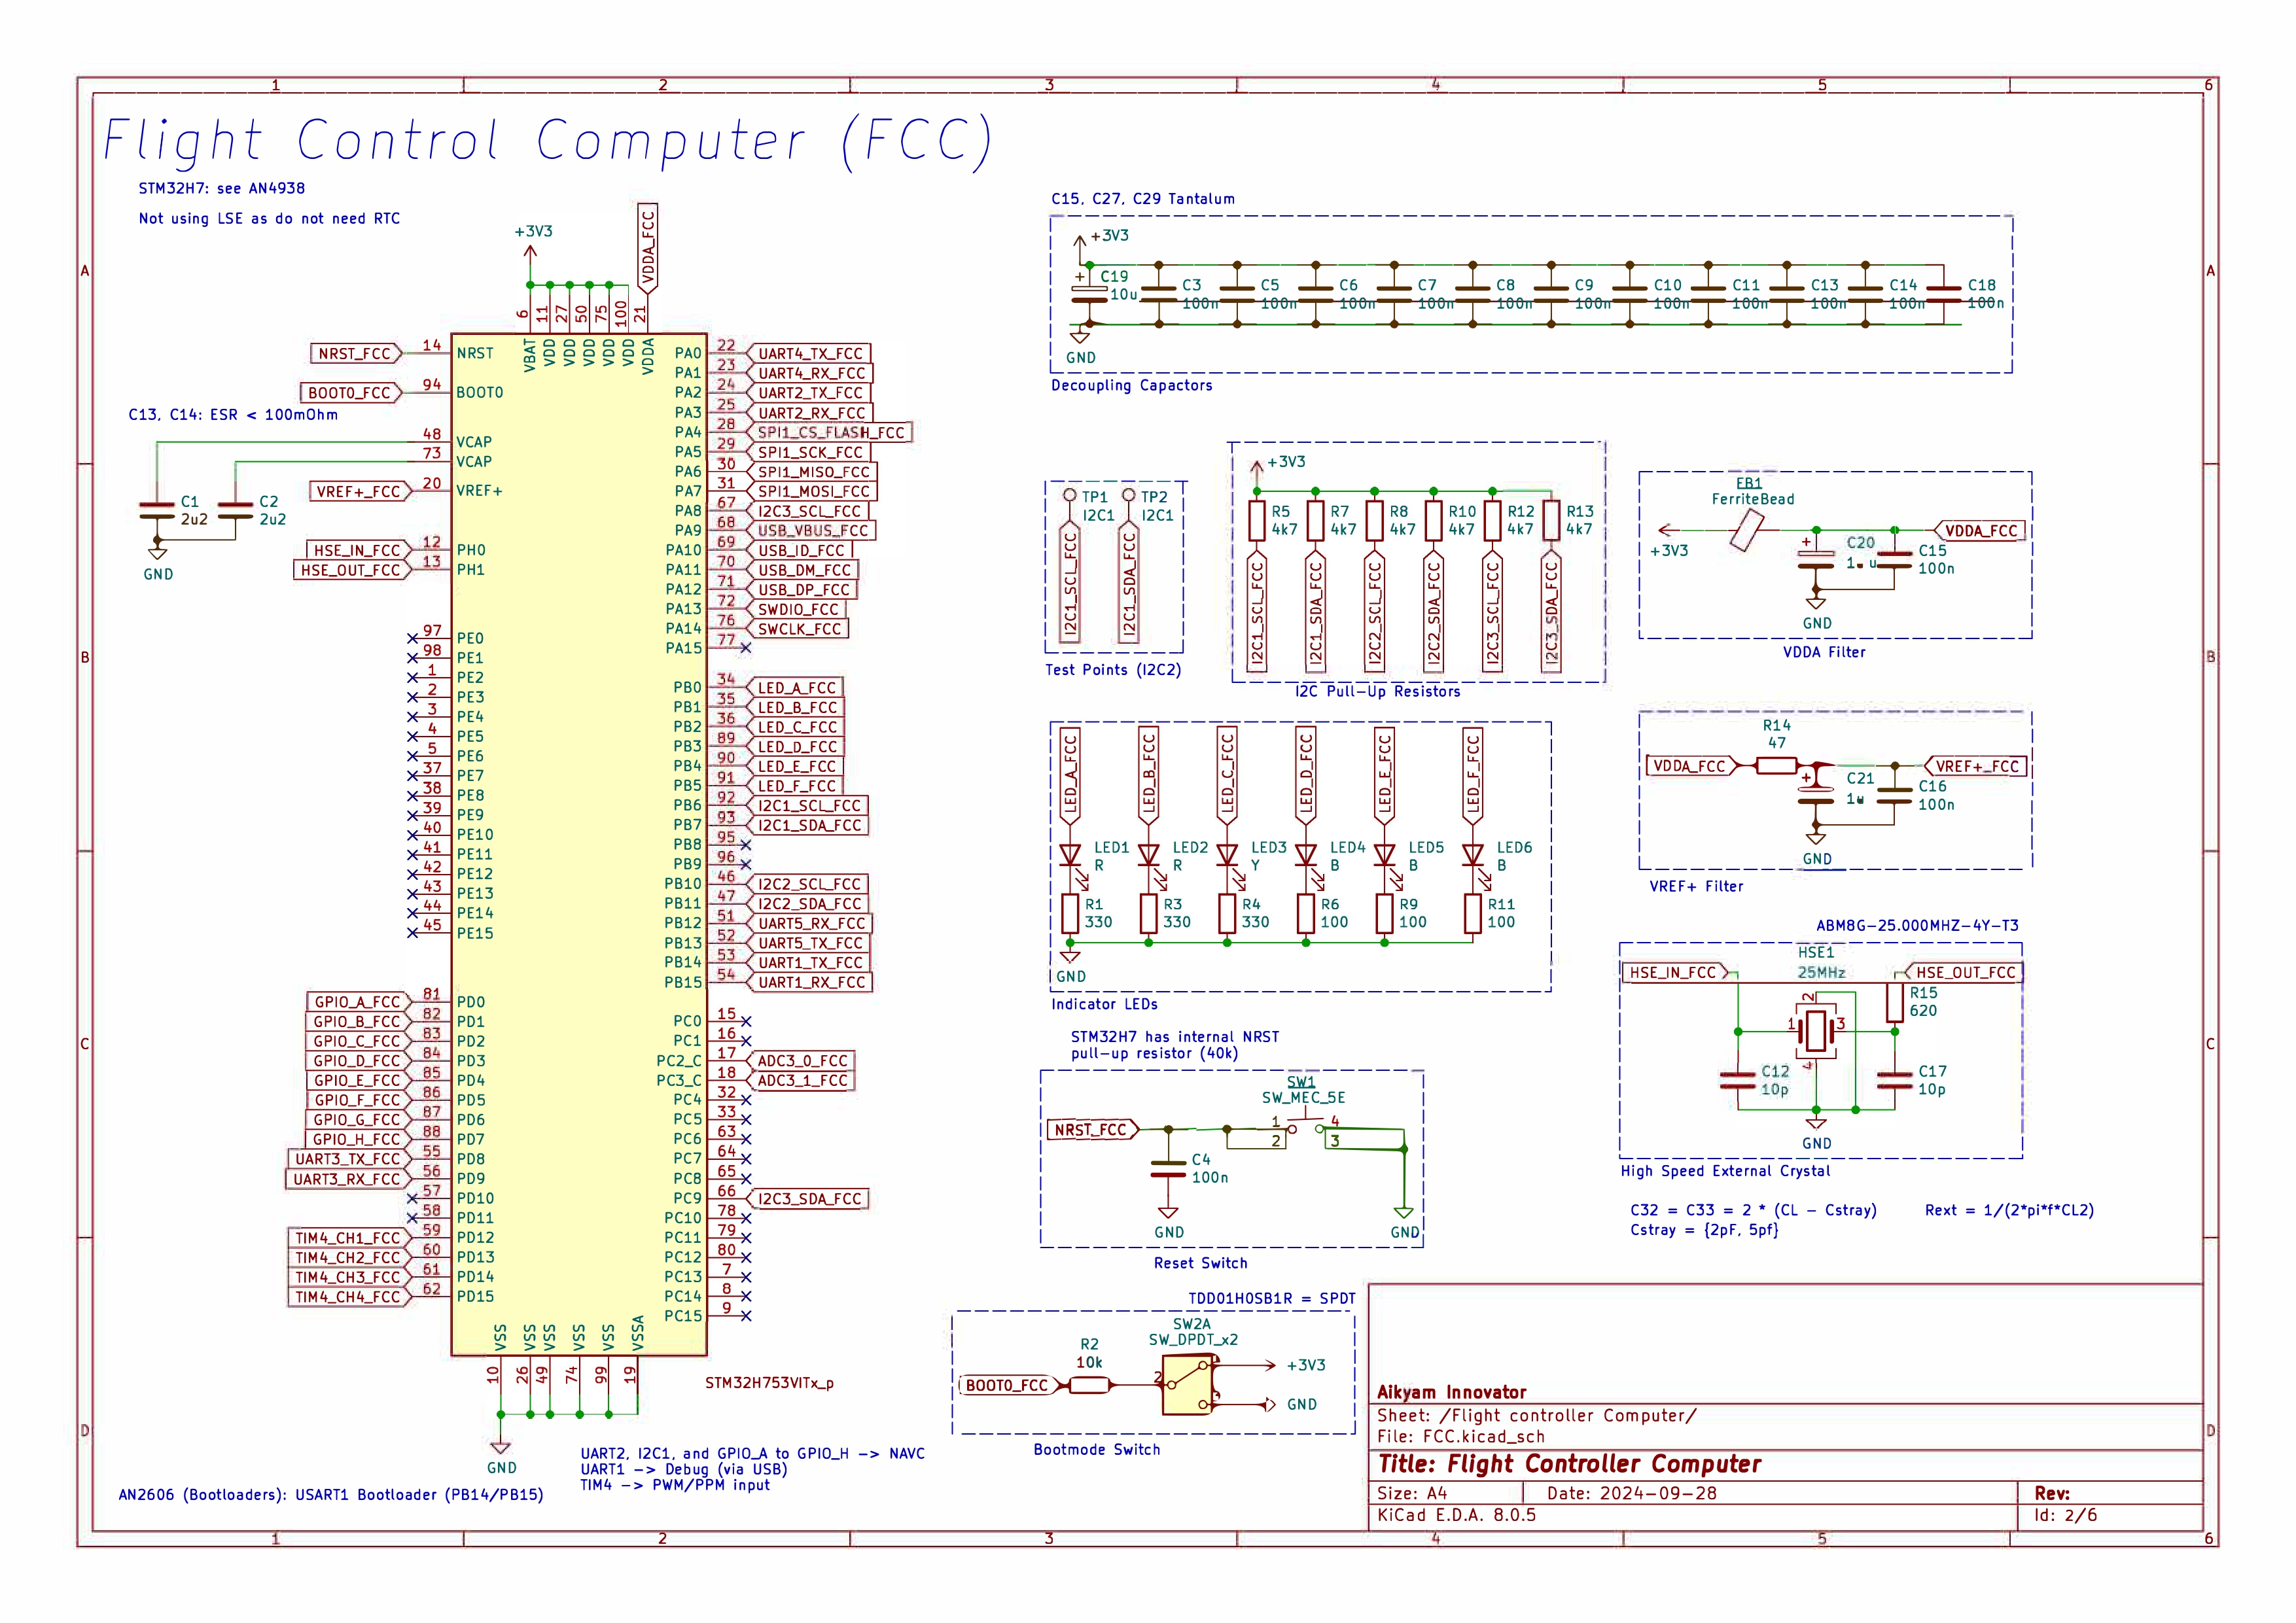 Flight Control Computer (FCC)
STM32H7: see AN4938
Not using LSE as do not need RTC
+3V3
VDDA_FCC
6
11
27
50
75
100
21
VBAT
VDD
VDD
VDD
VDD
VDD
VDDA
NRST_FCC 14 NRST
BOOT0_FCC 94 BOOT0
C13, C14: ESR < 100mOhm
48 VCAP
73 VCAP
VREF+_FCC 20 VREF+
C1
2u2
C2
2u2
GND
HSE_IN_FCC 12 PH0
HSE_OUT_FCC 13 PH1
97 PE0
98 PE1
1 PE2
2 PE3
3 PE4
4 PE5
5 PE6
37 PE7
38 PE8
39 PE9
40 PE10
41 PE11
42 PE12
43 PE13
44 PE14
45 PE15
GPIO_A_FCC 81 PD0
GPIO_B_FCC 82 PD1
GPIO_C_FCC 83 PD2
GPIO_D_FCC 84 PD3
GPIO_E_FCC 85 PD4
GPIO_F_FCC 86 PD5
GPIO_G_FCC 87 PD6
GPIO_H_FCC 88 PD7
UART3_TX_FCC 55 PD8
UART3_RX_FCC 56 PD9
57 PD10
58 PD11
TIM4_CH1_FCC 59 PD12
TIM4_CH2_FCC 60 PD13
TIM4_CH3_FCC 61 PD14
TIM4_CH4_FCC 62 PD15
PA0 22 UART4_TX_FCC
PA1 23 UART4_RX_FCC
PA2 24 UART2_TX_FCC
PA3 25 UART2_RX_FCC
PA4 28 SPI1_CS_FLASH_FCC
PA5 29 SPI1_SCK_FCC
PA6 30 SPI1_MISO_FCC
PA7 31 SPI1_MOSI_FCC
PA8 67 I2C3_SCL_FCC
PA9 68 USB_VBUS_FCC
PA10 69 USB_ID_FCC
PA11 70 USB_DM_FCC
PA12 71 USB_DP_FCC
PA13 72 SWDIO_FCC
PA14 76 SWCLK_FCC
PA15 77
PB0 34 LED_A_FCC
PB1 35 LED_B_FCC
PB2 36 LED_C_FCC
PB3 89 LED_D_FCC
PB4 90 LED_E_FCC
PB5 91 LED_F_FCC
PB6 92 I2C1_SCL_FCC
PB7 93 I2C1_SDA_FCC
PB8 95
PB9 96
PB10 46 I2C2_SCL_FCC
PB11 47 I2C2_SDA_FCC
PB12 51 UART5_RX_FCC
PB13 52 UART5_TX_FCC
PB14 53 UART1_TX_FCC
PB15 54 UART1_RX_FCC
PC0 15
PC1 16
PC2_C 17 ADC3_0_FCC
PC3_C 18 ADC3_1_FCC
PC4 32
PC5 33
PC6 63
PC7 64
PC8 65
PC9 66 I2C3_SDA_FCC
PC10 78
PC11 79
PC12 80
PC13 7
PC14 8
PC15 9
VSS
VSS
VSS
VSS
VSS
VSSA
10
26
49
74
99
19
STM32H753VITx_p
GND
UART2, I2C1, and GPIO_A to GPIO_H -> NAVC
UART1 -> Debug (via USB)
TIM4 -> PWM/PPM input
AN2606 (Bootloaders): USART1 Bootloader (PB14/PB15)
C15, C27, C29 Tantalum
+3V3
C19
10u
C3
100n
C5
100n
C6
100n
C7
100n
C8
100n
C9
100n
C10
100n
C11
100n
C13
100n
C14
100n
C18
100n
GND
Decoupling Capactors
TP1
I2C1
TP2
I2C1
I2C1_SCL_FCC
I2C1_SDA_FCC
Test Points (I2C2)
+3V3
R5
4k7
R7
4k7
R8
4k7
R10
4k7
R12
4k7
R13
4k7
I2C1_SCL_FCC
I2C1_SDA_FCC
I2C2_SCL_FCC
I2C2_SDA_FCC
I2C3_SCL_FCC
I2C3_SDA_FCC
I2C Pull-Up Resistors
FerriteBead
+3V3
VDDA_FCC
C20
C15
100n
GND
VDDA Filter
LED_A_FCC
LED_B_FCC
LED_C_FCC
LED_D_FCC
LED_E_FCC
LED_F_FCC
LED1
R
LED2
R
LED3
Y
LED4
B
LED5
B
LED6
B
R1
330
R3
330
R4
330
R6
100
R9
100
R11
100
GND
Indicator LEDs
R14
47
VDDA_FCC
VREF+_FCC
C21
1u
C16
100n
GND
VREF+ Filter
STM32H7 has internal NRST
pull-up resistor (40k)
SW1
SW_MEC_5E
NRST_FCC
1
2
4
3
C4
100n
GND
GND
Reset Switch
ABM8G-25.000MHZ-4Y-T3
HSE1
25MHz
HSE_IN_FCC
HSE_OUT_FCC
R15
620
1
2
3
4
C12
10p
C17
10p
GND
High Speed External Crystal
C32 = C33 = 2 * (CL - Cstray)
Rext = 1/(2*pi*f*CL2)
Cstray = {2pF, 5pf}
TDD01H0SB1R = SPDT
SW2A
SW_DPDT_x2
R2
10k
BOOT0_FCC
2
+3V3
GND
Bootmode Switch
Aikyam Innovator
Sheet: /Flight controller Computer/
File: FCC.kicad_sch
Title: Flight Controller Computer
Size: A4
Date: 2024-09-28
Rev:
KiCad E.D.A. 8.0.5
Id: 2/6
1 2 3 4 5 6
A B C D
1 2 3 4 5 6
A B C D